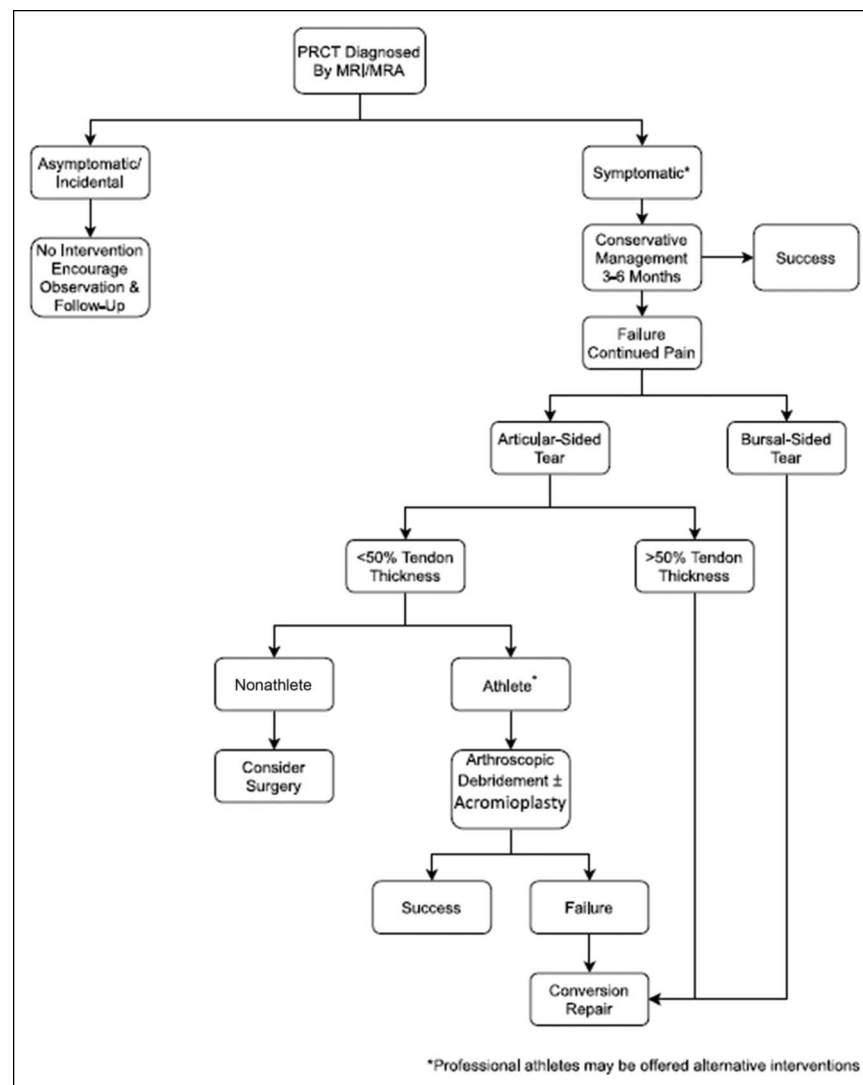 PRCT Diagnosed
By MRI/MRA
Asymptomatic/
Incidental
Symptomatic*
No Intervention
Encourage
Observation &
Follow-Up
Conservative
Management
3-6 Months
Success
Failure
Continued Pain
Articular-Sided
Tear
Bursal-Sided
Tear
<50% Tendon
Thickness
>50% Tendon
Thickness
Nonathlete
Athlete*
Consider
Surgery
Arthroscopic
Debridement ±
Acromioplasty
Success
Failure
Conversion
Repair
*Professional athletes may be offered alternative interventions